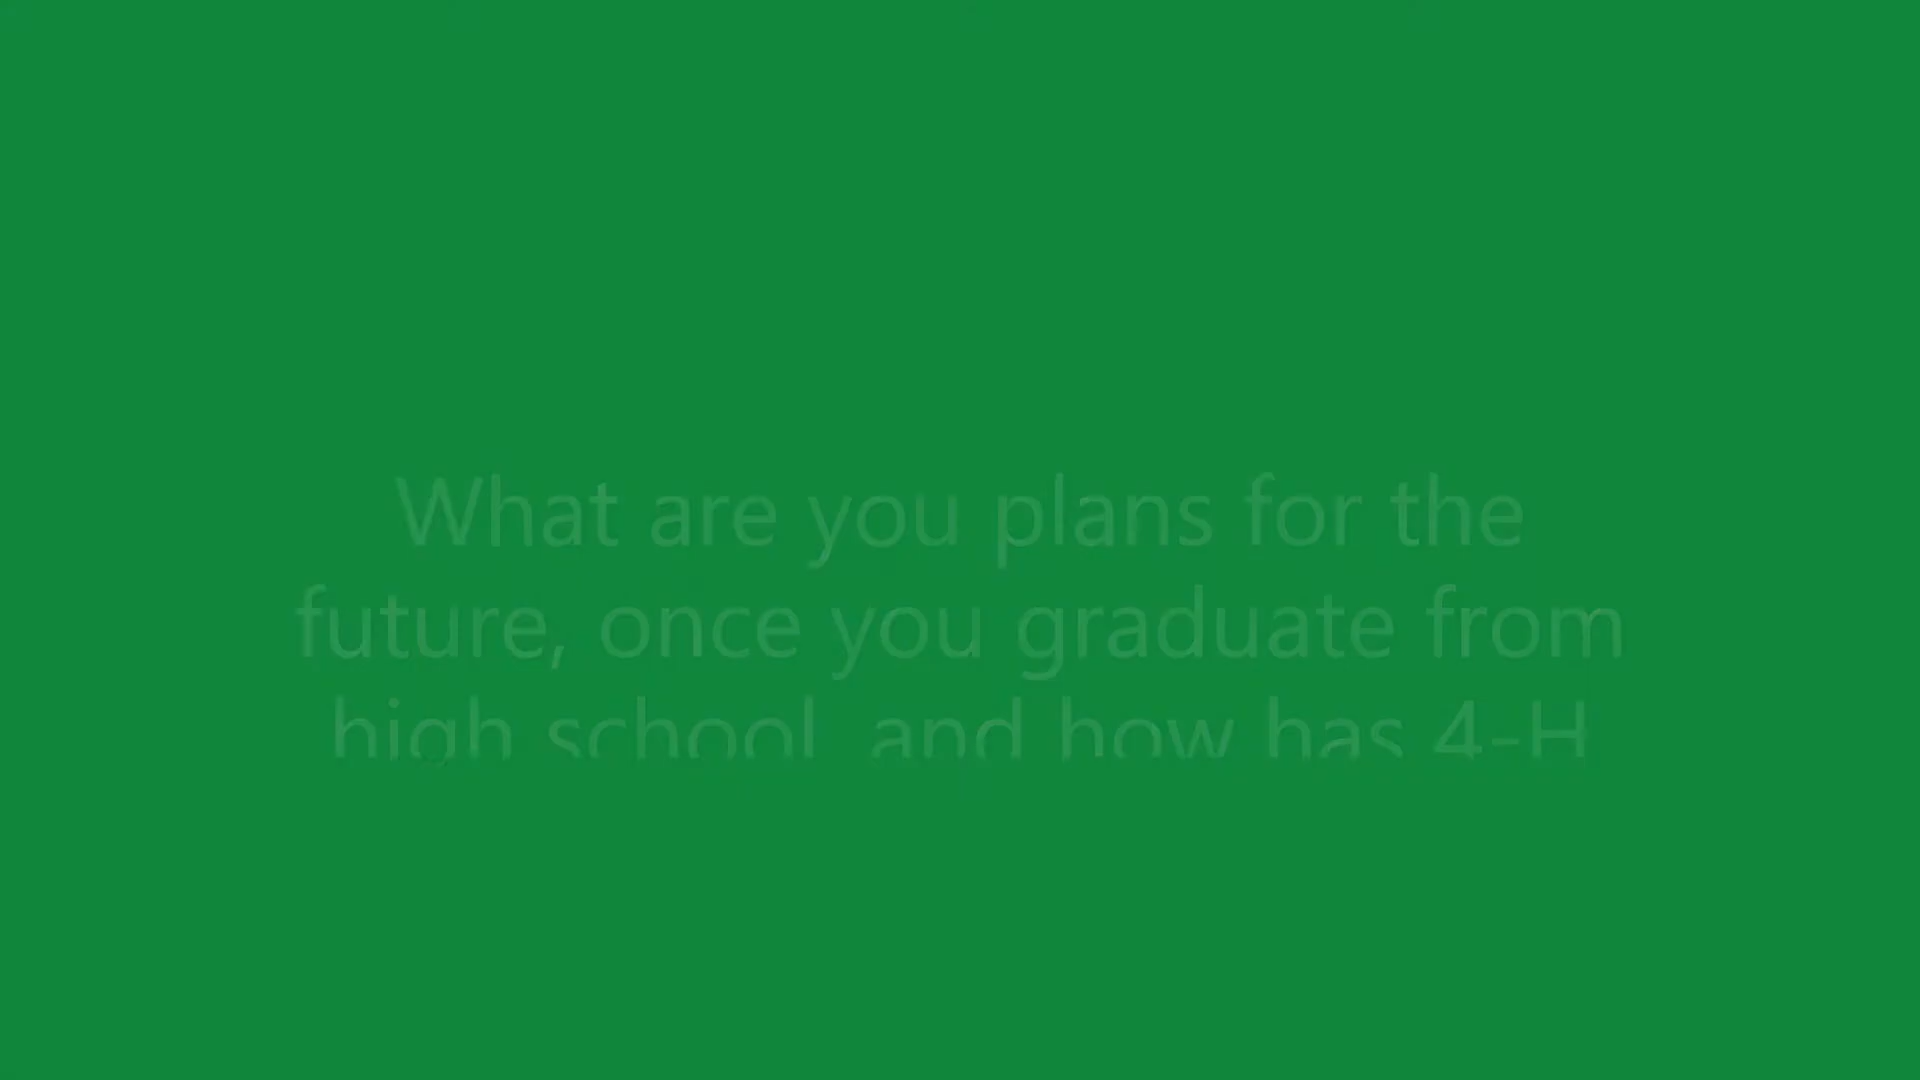 What are you plans for the
future, once you graduate from
high school, and how has 4-H